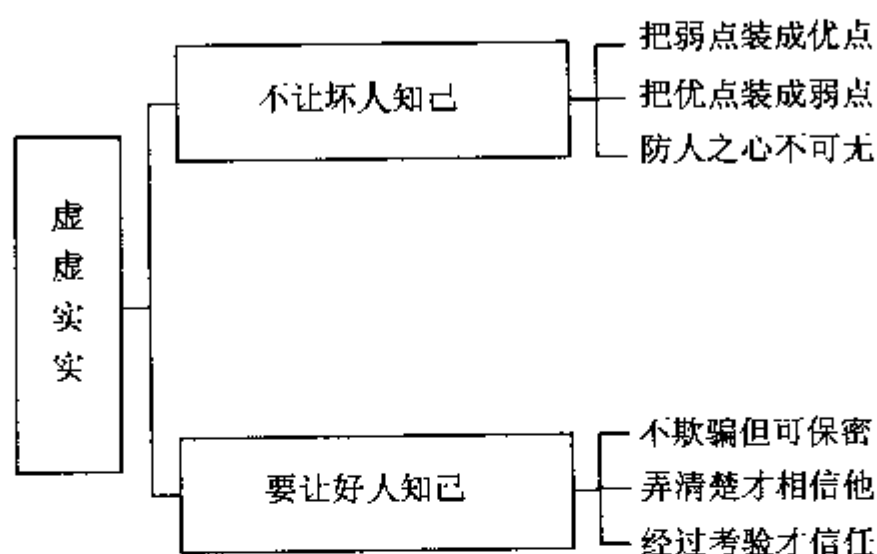 虚虚实实
不让坏人知己
把弱点装成优点
把优点装成弱点
防人之心不可无
要让好人知己
不欺骗但可保密
弄清楚才相信他
经过考验才信任